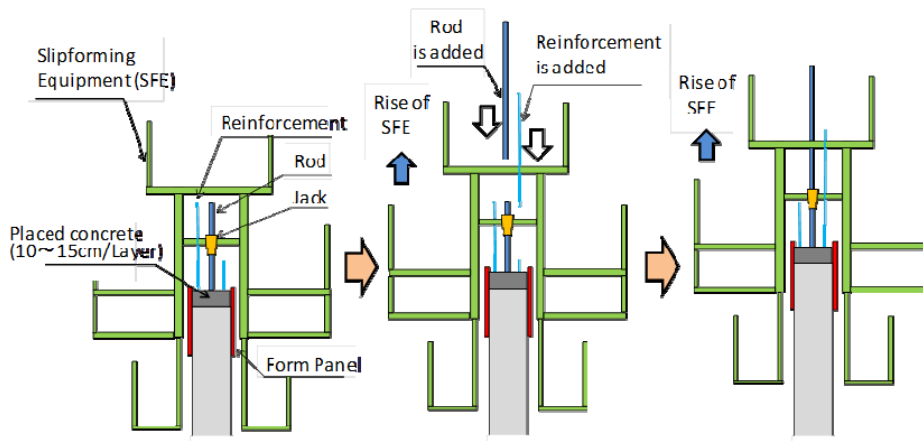 Slipforming
Equipment (SFE)
Reinforcement
Rod
Jack
Placed concrete
(10～15cm/Layer)
Form Panel
Rod
is added
Reinforcement
is added
Rise of
SFE
Rise of
SFE